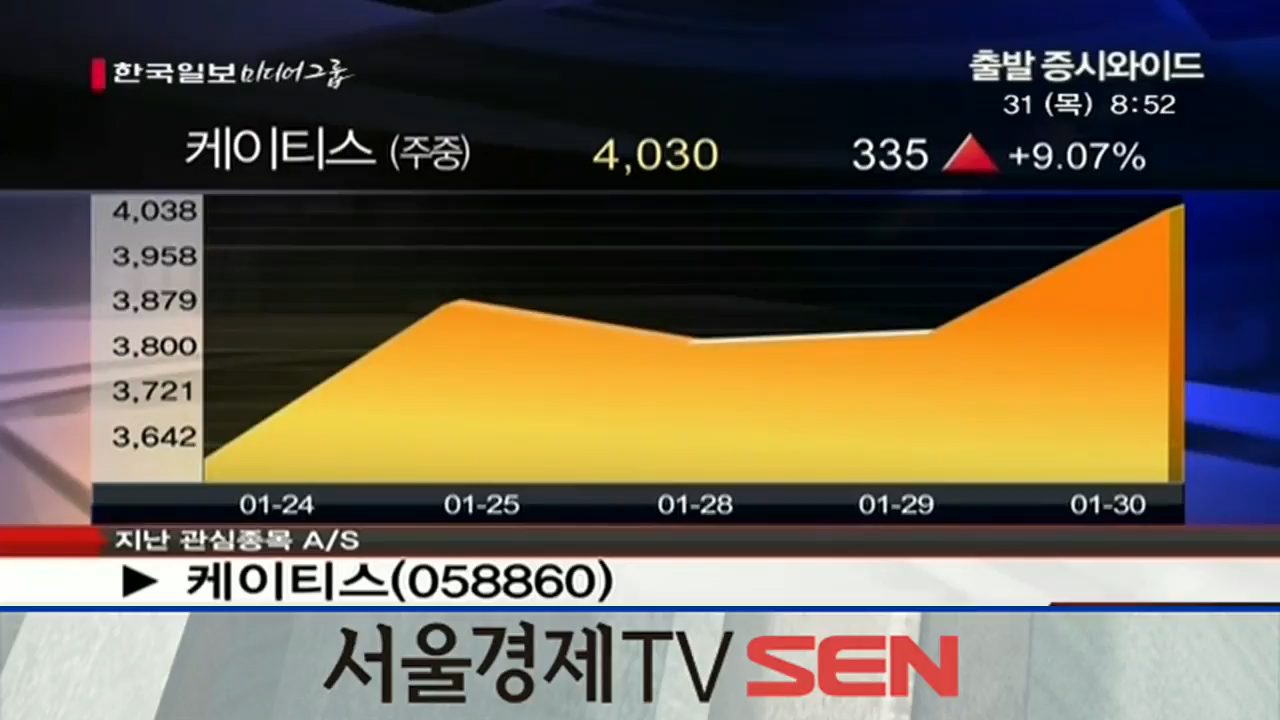 한국일보 미디어그룹
출발 증시와이드
31 (목) 8:52
케이티스 (주중) 4,030 335 ▲ +9.07%
4,038
3,958
3,879
3,800
3,721
3,642
01-24 01-25 01-28 01-29 01-30
지난 관심종목 A/S
▶ 케이티스(058860)
서울경제TV SEN